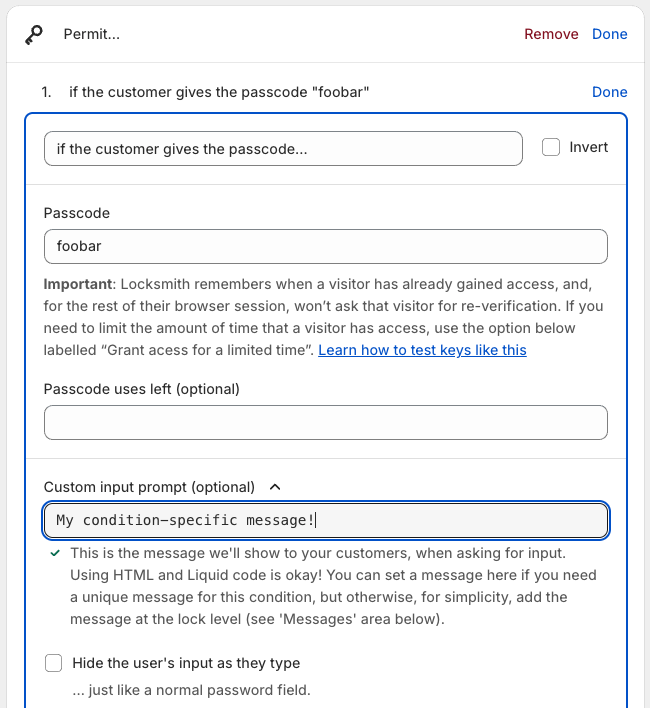 Permit...
Remove Done
1. if the customer gives the passcode "foobar"
Done
if the customer gives the passcode...
Invert
Passcode
foobar
Important: Locksmith remembers when a visitor has already gained access, and,
for the rest of their browser session, won’t ask that visitor for re-verification. If you
need to limit the amount of time that a visitor has access, use the option below
labelled “Grant acess for a limited time”. Learn how to test keys like this
Passcode uses left (optional)
Custom input prompt (optional)
My condition-specific message!
This is the message we'll show to your customers, when asking for input.
Using HTML and Liquid code is okay! You can set a message here if you need
a unique message for this condition, but otherwise, for simplicity, add the
message at the lock level (see 'Messages' area below).
Hide the user's input as they type
... just like a normal password field.